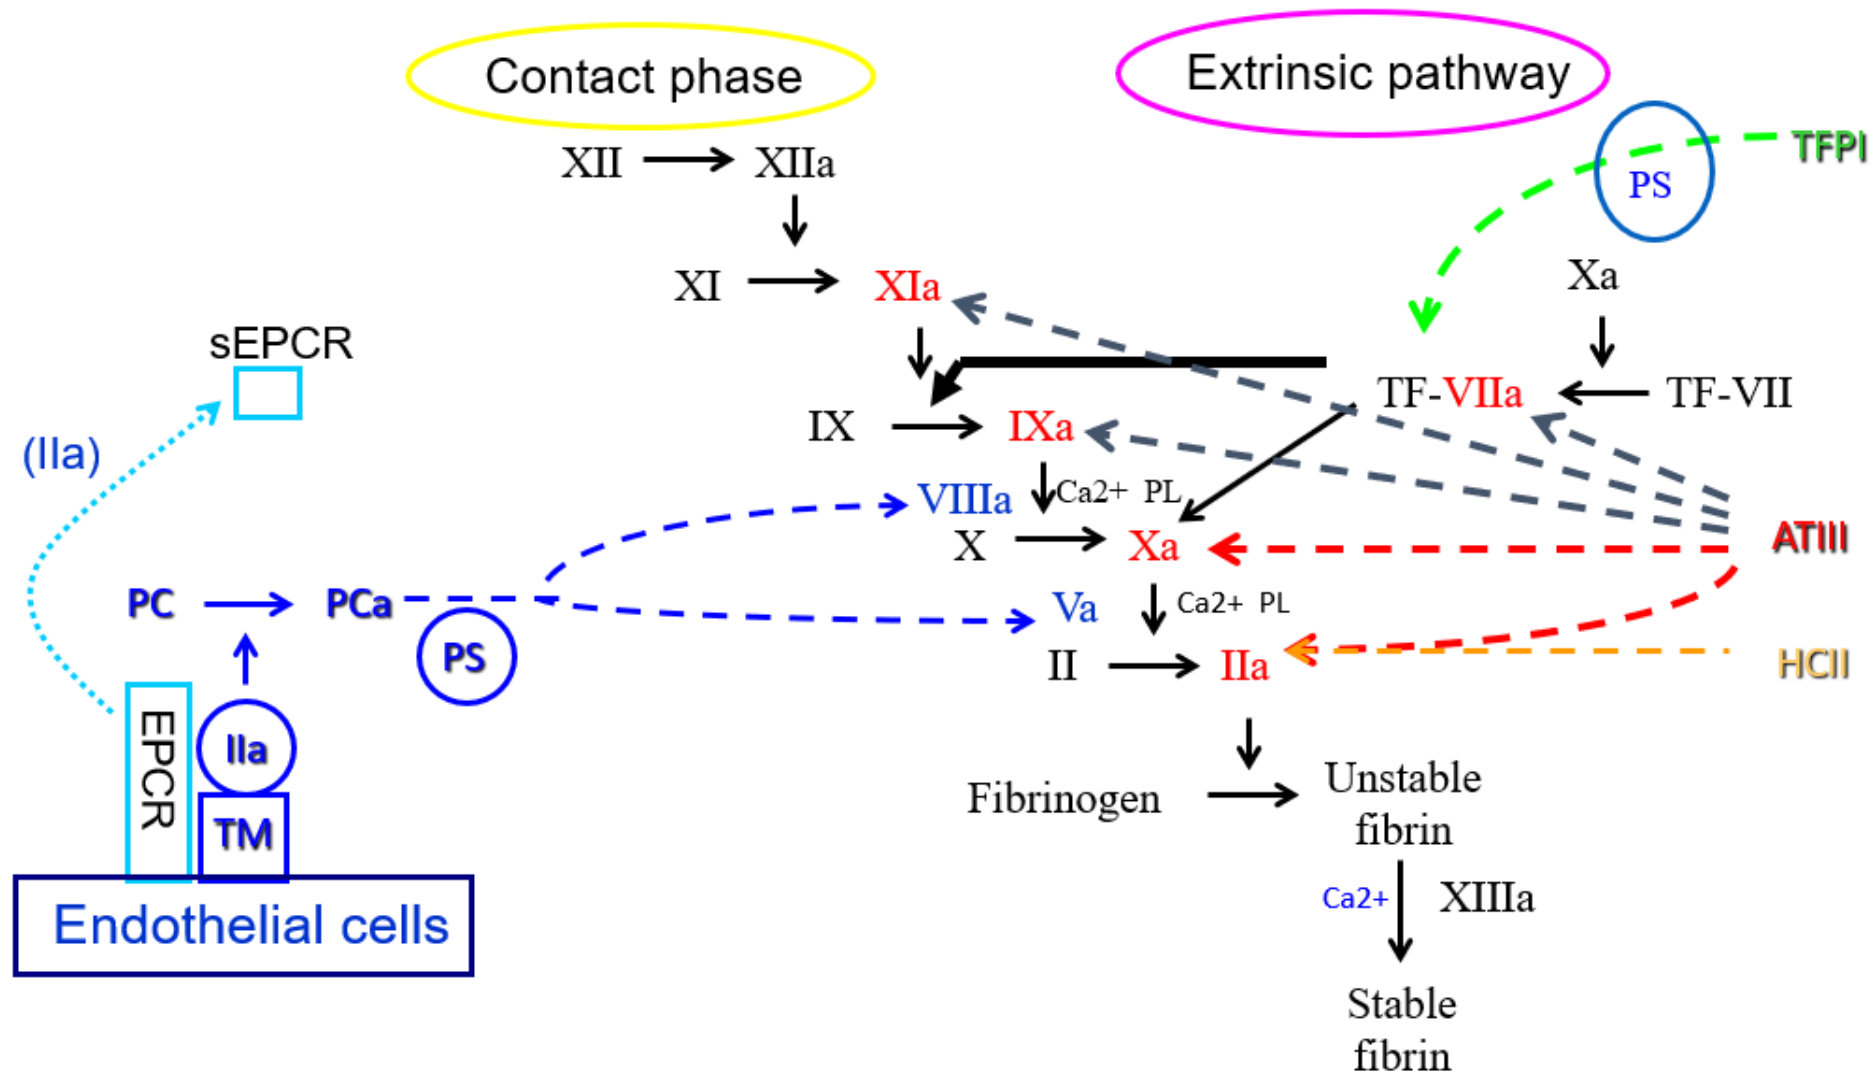 Contact phase
Extrinsic pathway
TFPI
PS
XII
XIIa
Xa
XI
XIa
sEPCR
TF-VIIa
TF-VII
IX
IXa
(IIa)
VIIIa
Ca2+ PL
X
Xa
ATIII
PC
PCa
Va
Ca2+ PL
PS
II
IIa
HCII
EPCR
IIa
TM
Fibrinogen
Unstable
fibrin
Ca2+
XIIIa
Endothelial cells
Stable
fibrin